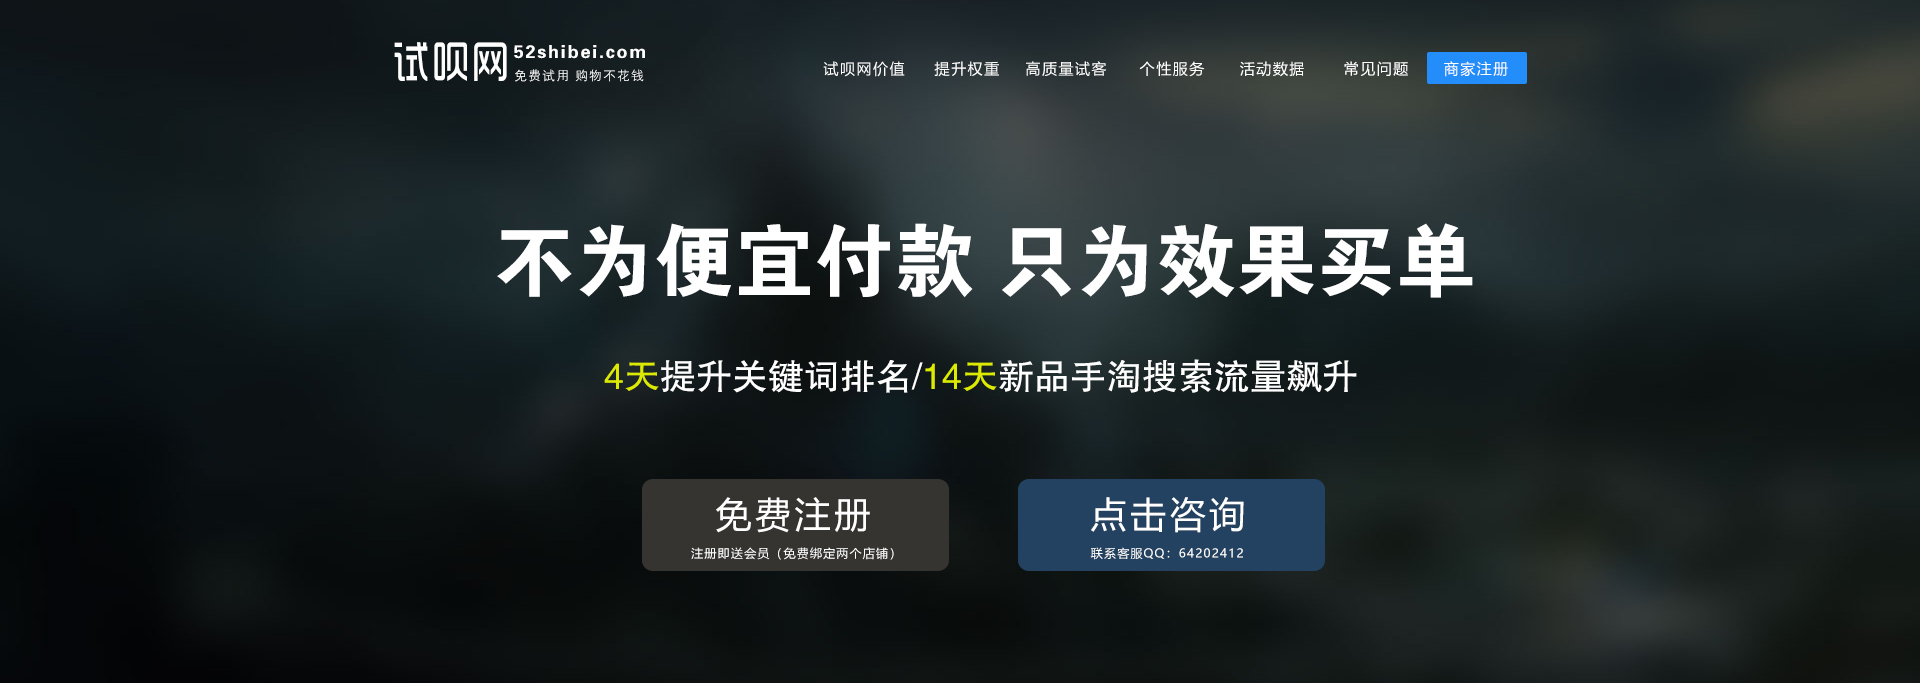 试呗网 52shibei.com
免费试用 购物不花钱
试呗网价值 提升权重 高质量试客 个性服务 活动数据 常见问题 商家注册
不为便宜付款 只为效果买单
4天提升关键词排名/14天新品手淘搜索流量飙升
免费注册
注册即送会员（免费绑定两个店铺）
点击咨询
联系客服QQ：64202412